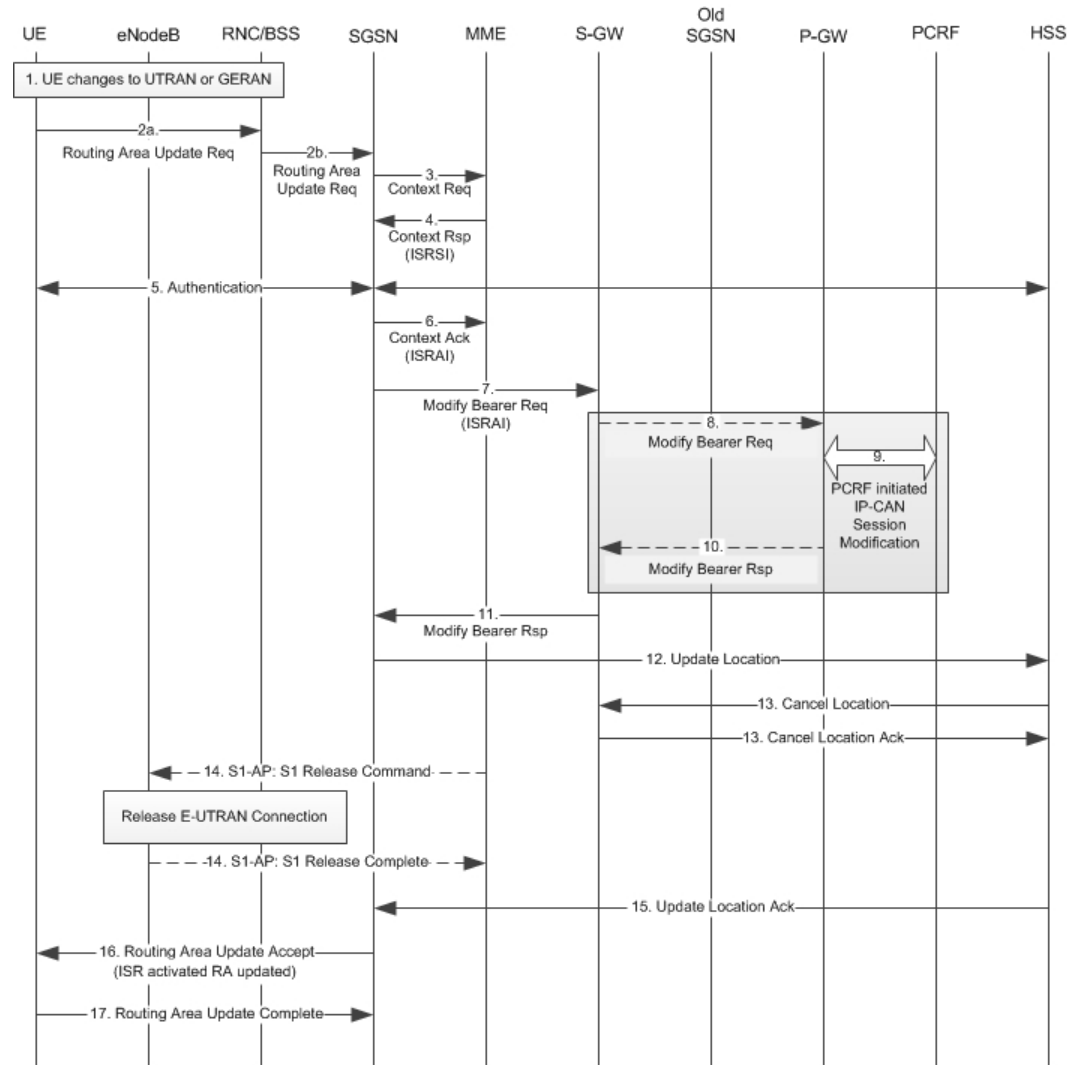 UE
eNodeB
RNC/BSS
SGSN
MME
S-GW
Old
SGSN
P-GW
PCRF
HSS
1. UE changes to UTRAN or GERAN
2a.
Routing Area Update Req
2b.
Routing Area
Update Req
3.
Context Req
4.
Context Rsp
(ISRSI)
5. Authentication
6.
Context Ack
(ISRAI)
7.
Modify Bearer Req
(ISRAI)
8.
Modify Bearer Req
9.
PCRF initiated
IP-CAN
Session
Modification
10.
Modify Bearer Rsp
11.
Modify Bearer Rsp
12. Update Location
13. Cancel Location
13. Cancel Location Ack
14. S1-AP: S1 Release Command
Release E-UTRAN Connection
14. S1-AP: S1 Release Complete
15. Update Location Ack
16. Routing Area Update Accept
(ISR activated RA updated)
17. Routing Area Update Complete